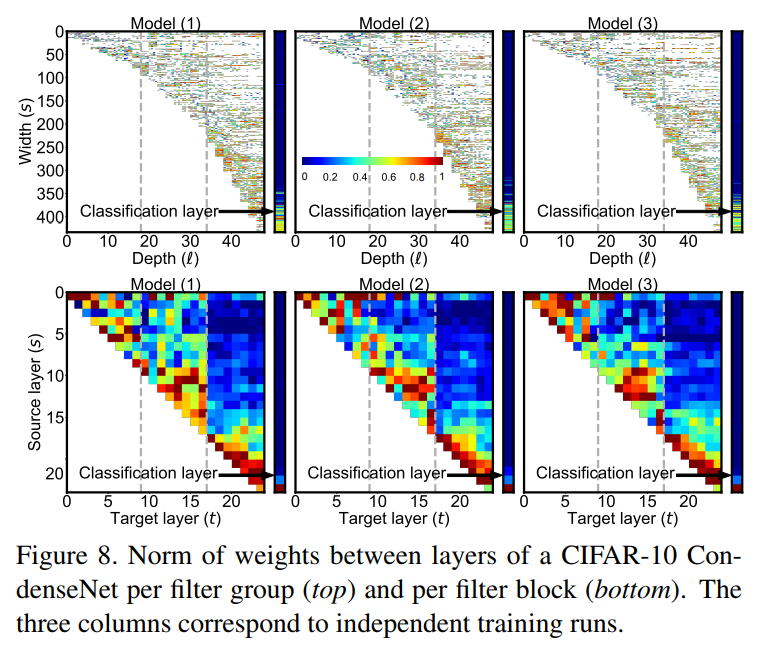 Model (1) Model (2) Model (3)
Width (s)
0
50
100
150
200
250
300
350
400
0 0.2 0.4 0.6 0.8 1
Classification layer Classification layer Classification layer
0 10 20 30 40 0 10 20 30 40 0 10 20 30 40
Depth (ℓ) Depth (ℓ) Depth (ℓ)
Model (1) Model (2) Model (3)
Source layer (s)
0
5
10
15
20
Classification layer Classification layer Classification layer
0 5 10 15 20 0 5 10 15 20 0 5 10 15 20
Target layer (t) Target layer (t) Target layer (t)
Figure 8. Norm of weights between layers of a CIFAR-10 Con-
denseNet per filter group (top) and per filter block (bottom). The
three columns correspond to independent training runs.